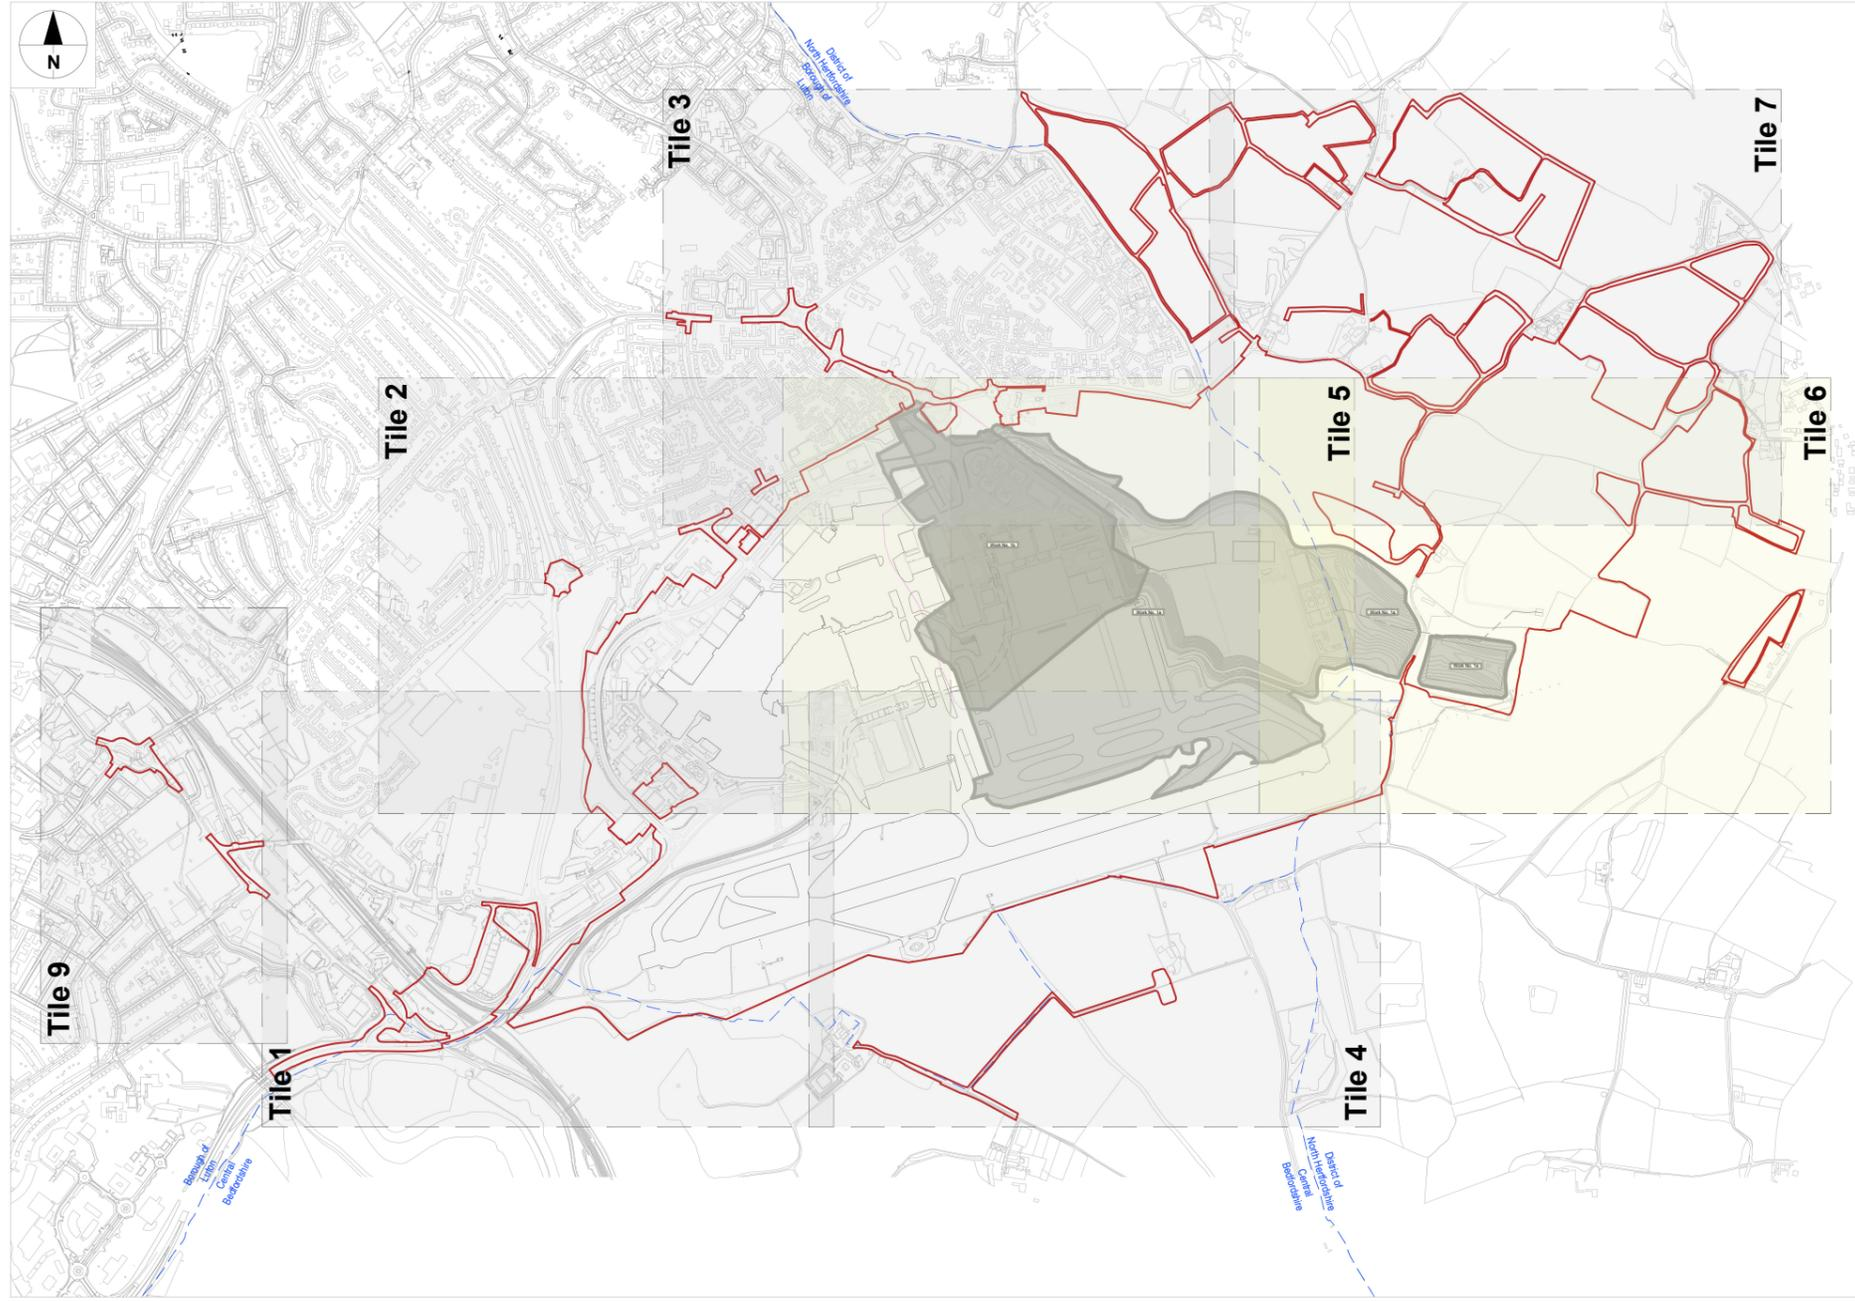 N
District of
North Hertfordshire
Borough of
Luton
Tile 3
Tile 7
Tile 2
Tile 5
Tile 6
Tile 9
Tile 1
Tile 4
Borough of
Luton
Central
Bedfordshire
District of
North Hertfordshire
Central
Bedfordshire